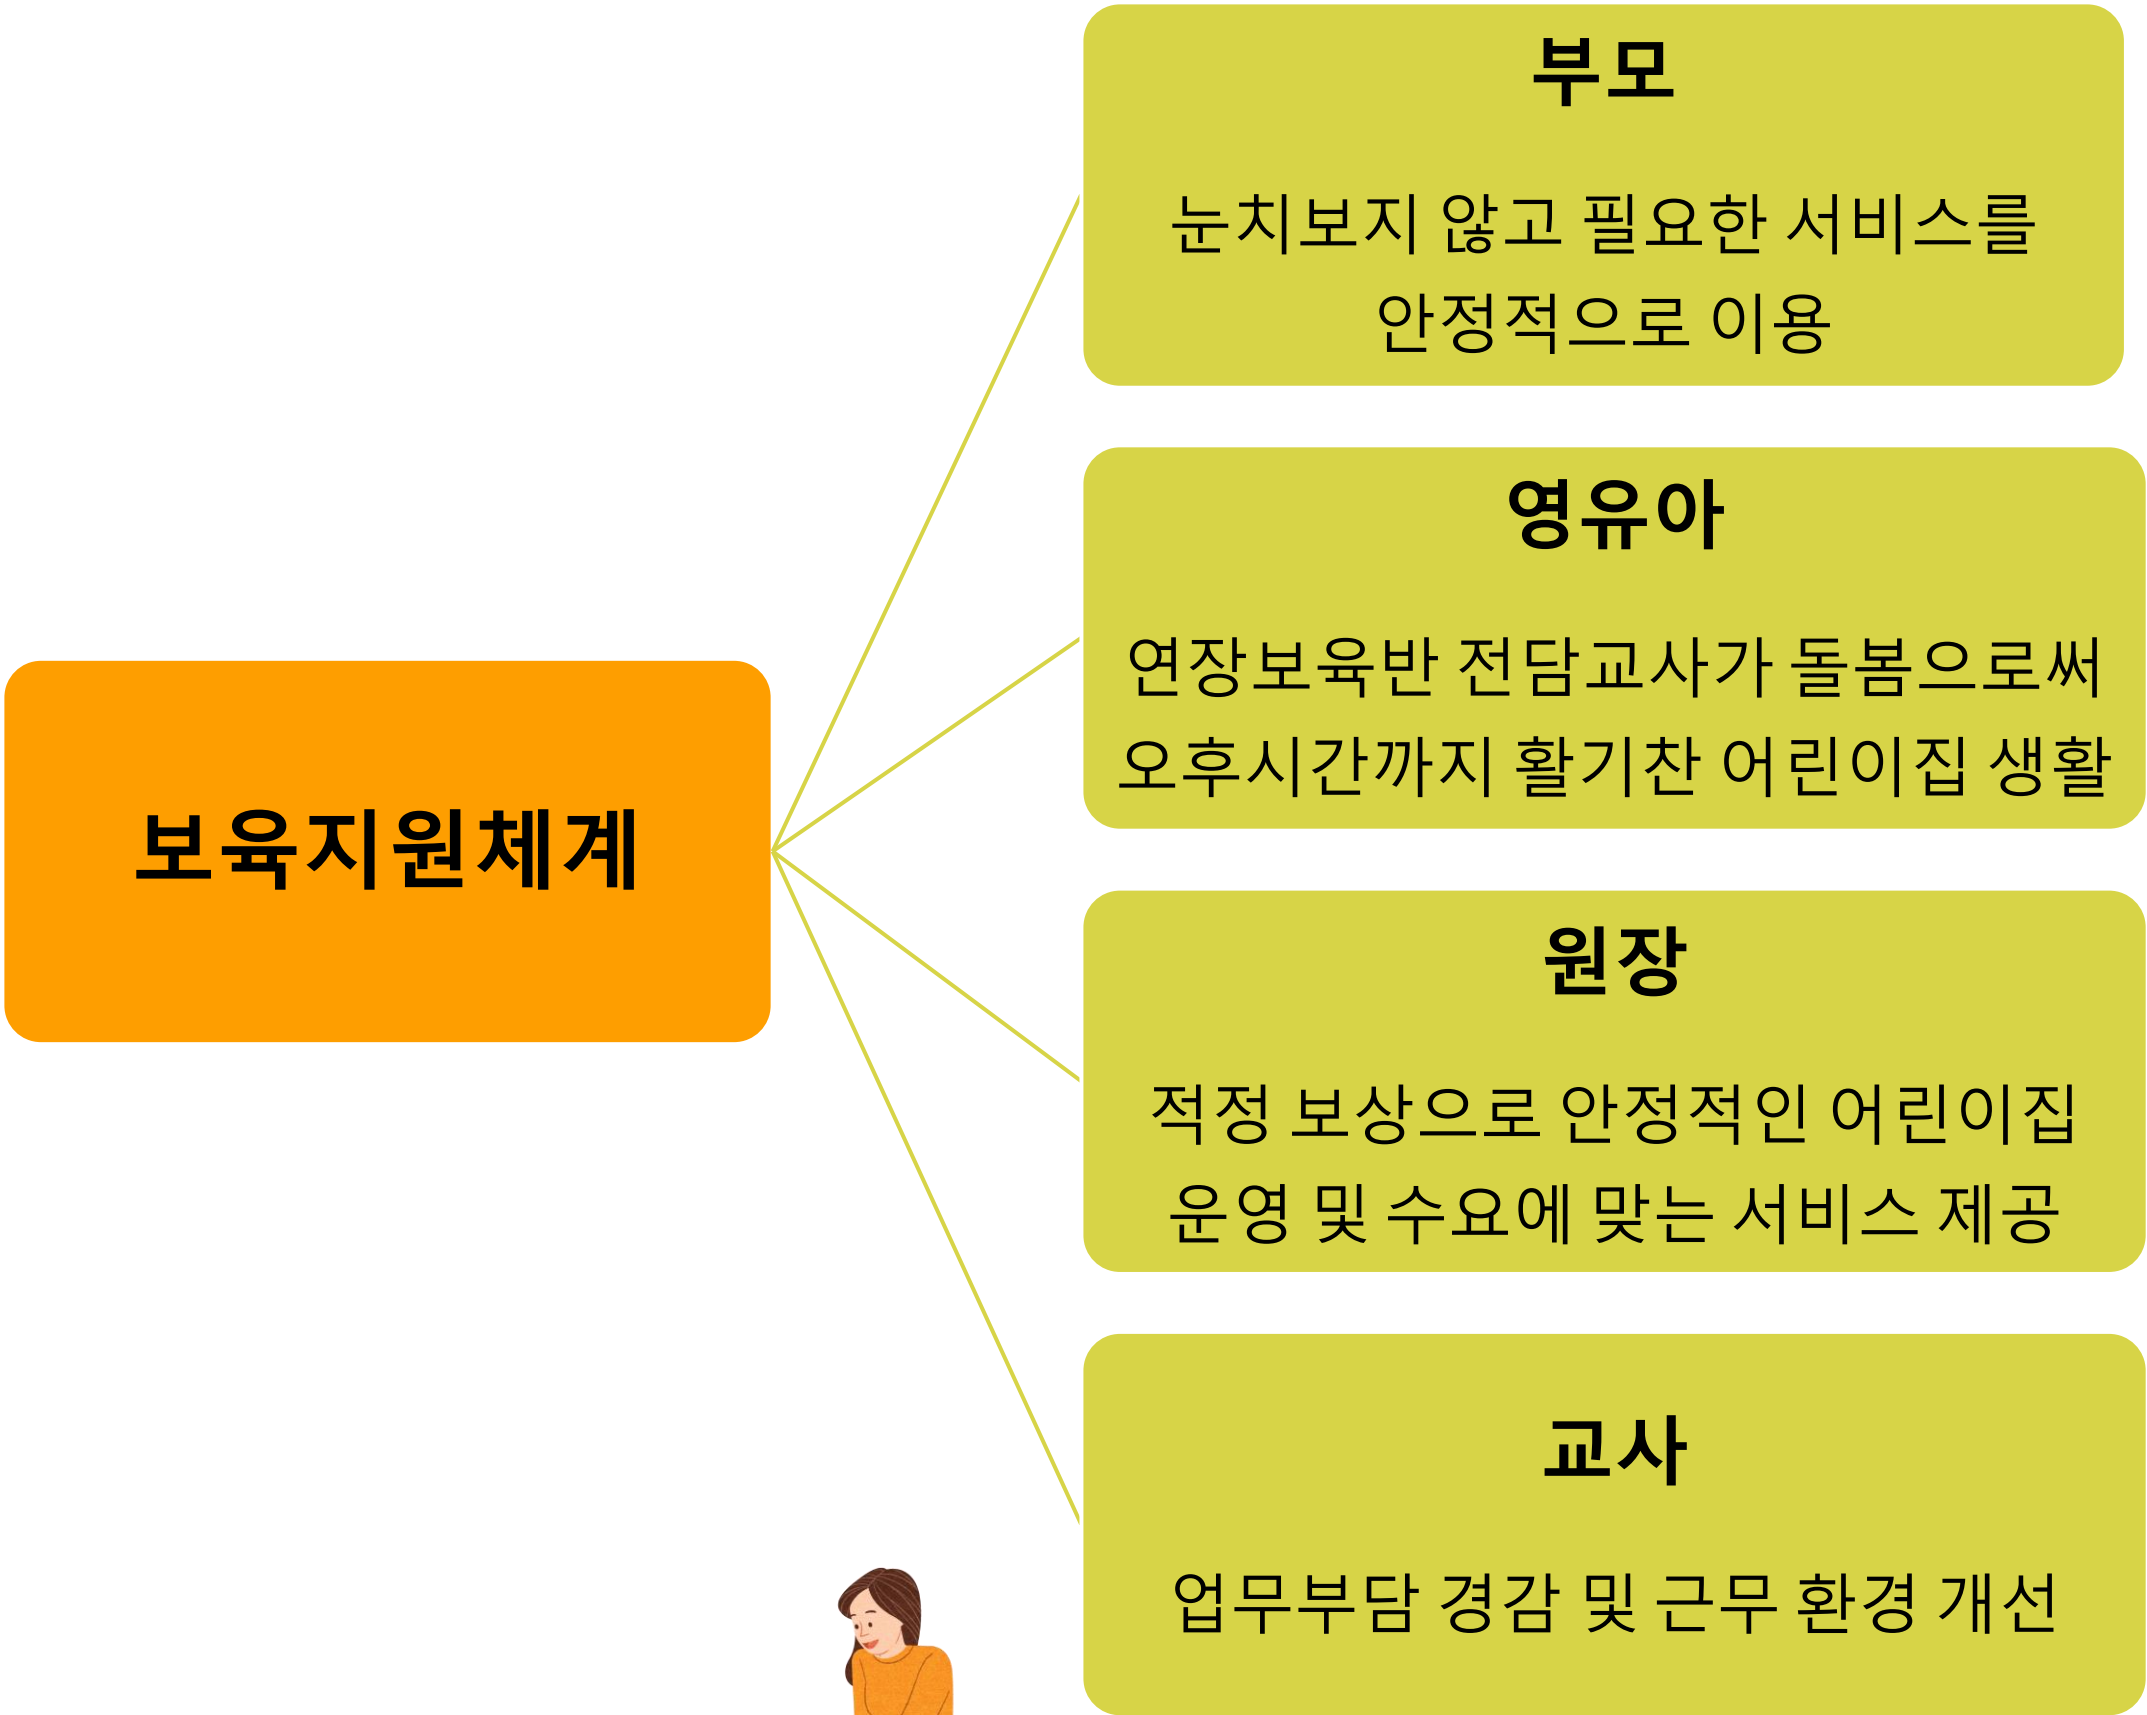 보육지원체계
부모
눈치보지 않고 필요한 서비스를
안정적으로 이용
영유아
연장보육반 전담교사가 돌봄으로써
오후시간까지 활기찬 어린이집 생활
원장
적정 보상으로 안정적인 어린이집
운영 및 수요에 맞는 서비스 제공
교사
업무부담 경감 및 근무 환경 개선